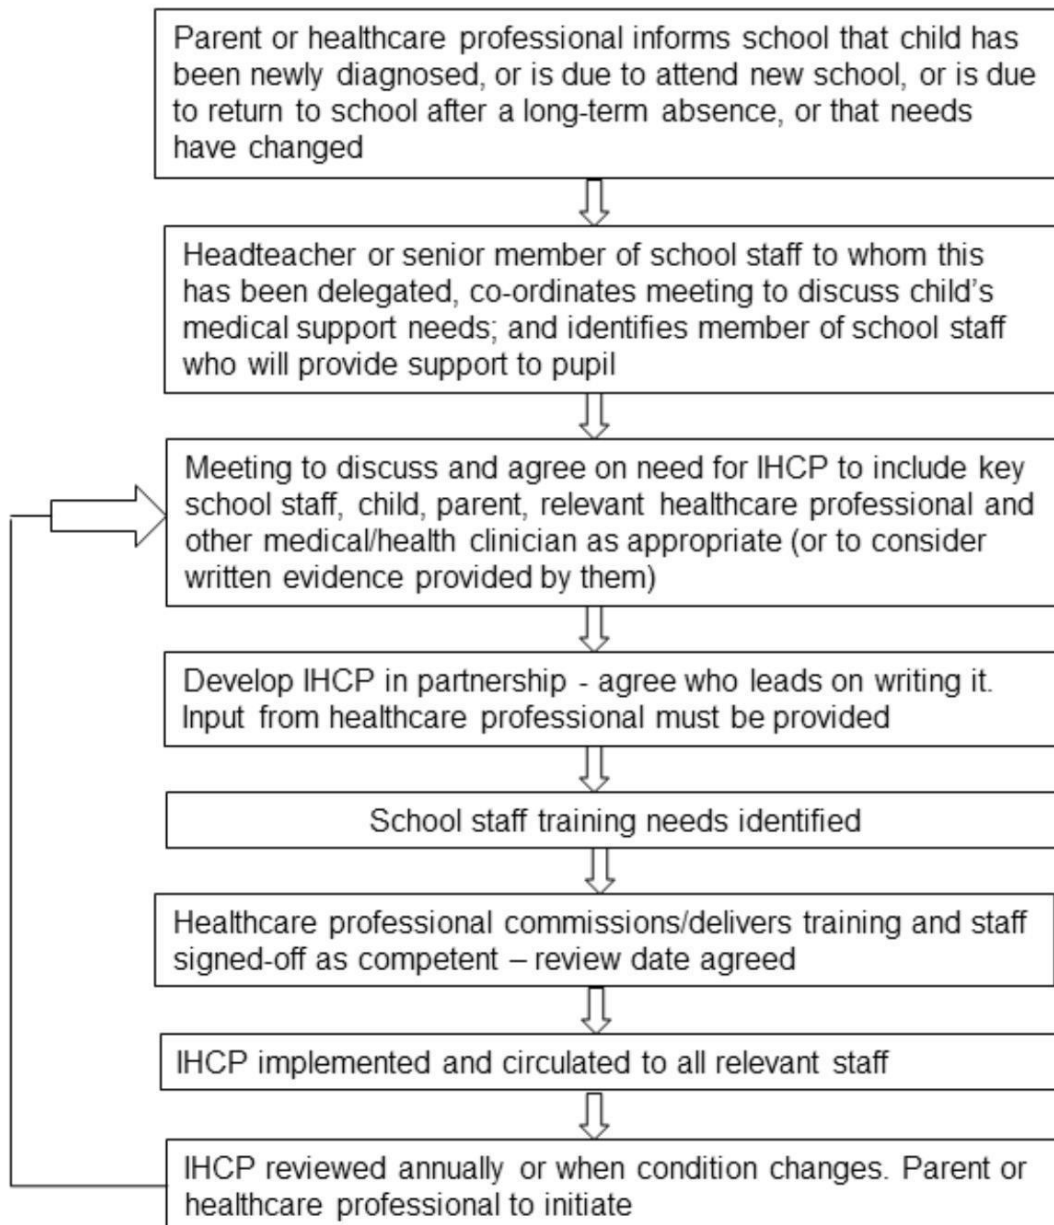 Parent or healthcare professional informs school that child has
been newly diagnosed, or is due to attend new school, or is due
to return to school after a long-term absence, or that needs
have changed
Headteacher or senior member of school staff to whom this
has been delegated, co-ordinates meeting to discuss child's
medical support needs; and identifies member of school staff
who will provide support to pupil
Meeting to discuss and agree on need for IHCP to include key
school staff, child, parent, relevant healthcare professional and
other medical/health clinician as appropriate (or to consider
written evidence provided by them)
Develop IHCP in partnership - agree who leads on writing it.
Input from healthcare professional must be provided
School staff training needs identified
Healthcare professional commissions/delivers training and staff
signed-off as competent – review date agreed
IHCP implemented and circulated to all relevant staff
IHCP reviewed annually or when condition changes. Parent or
healthcare professional to initiate